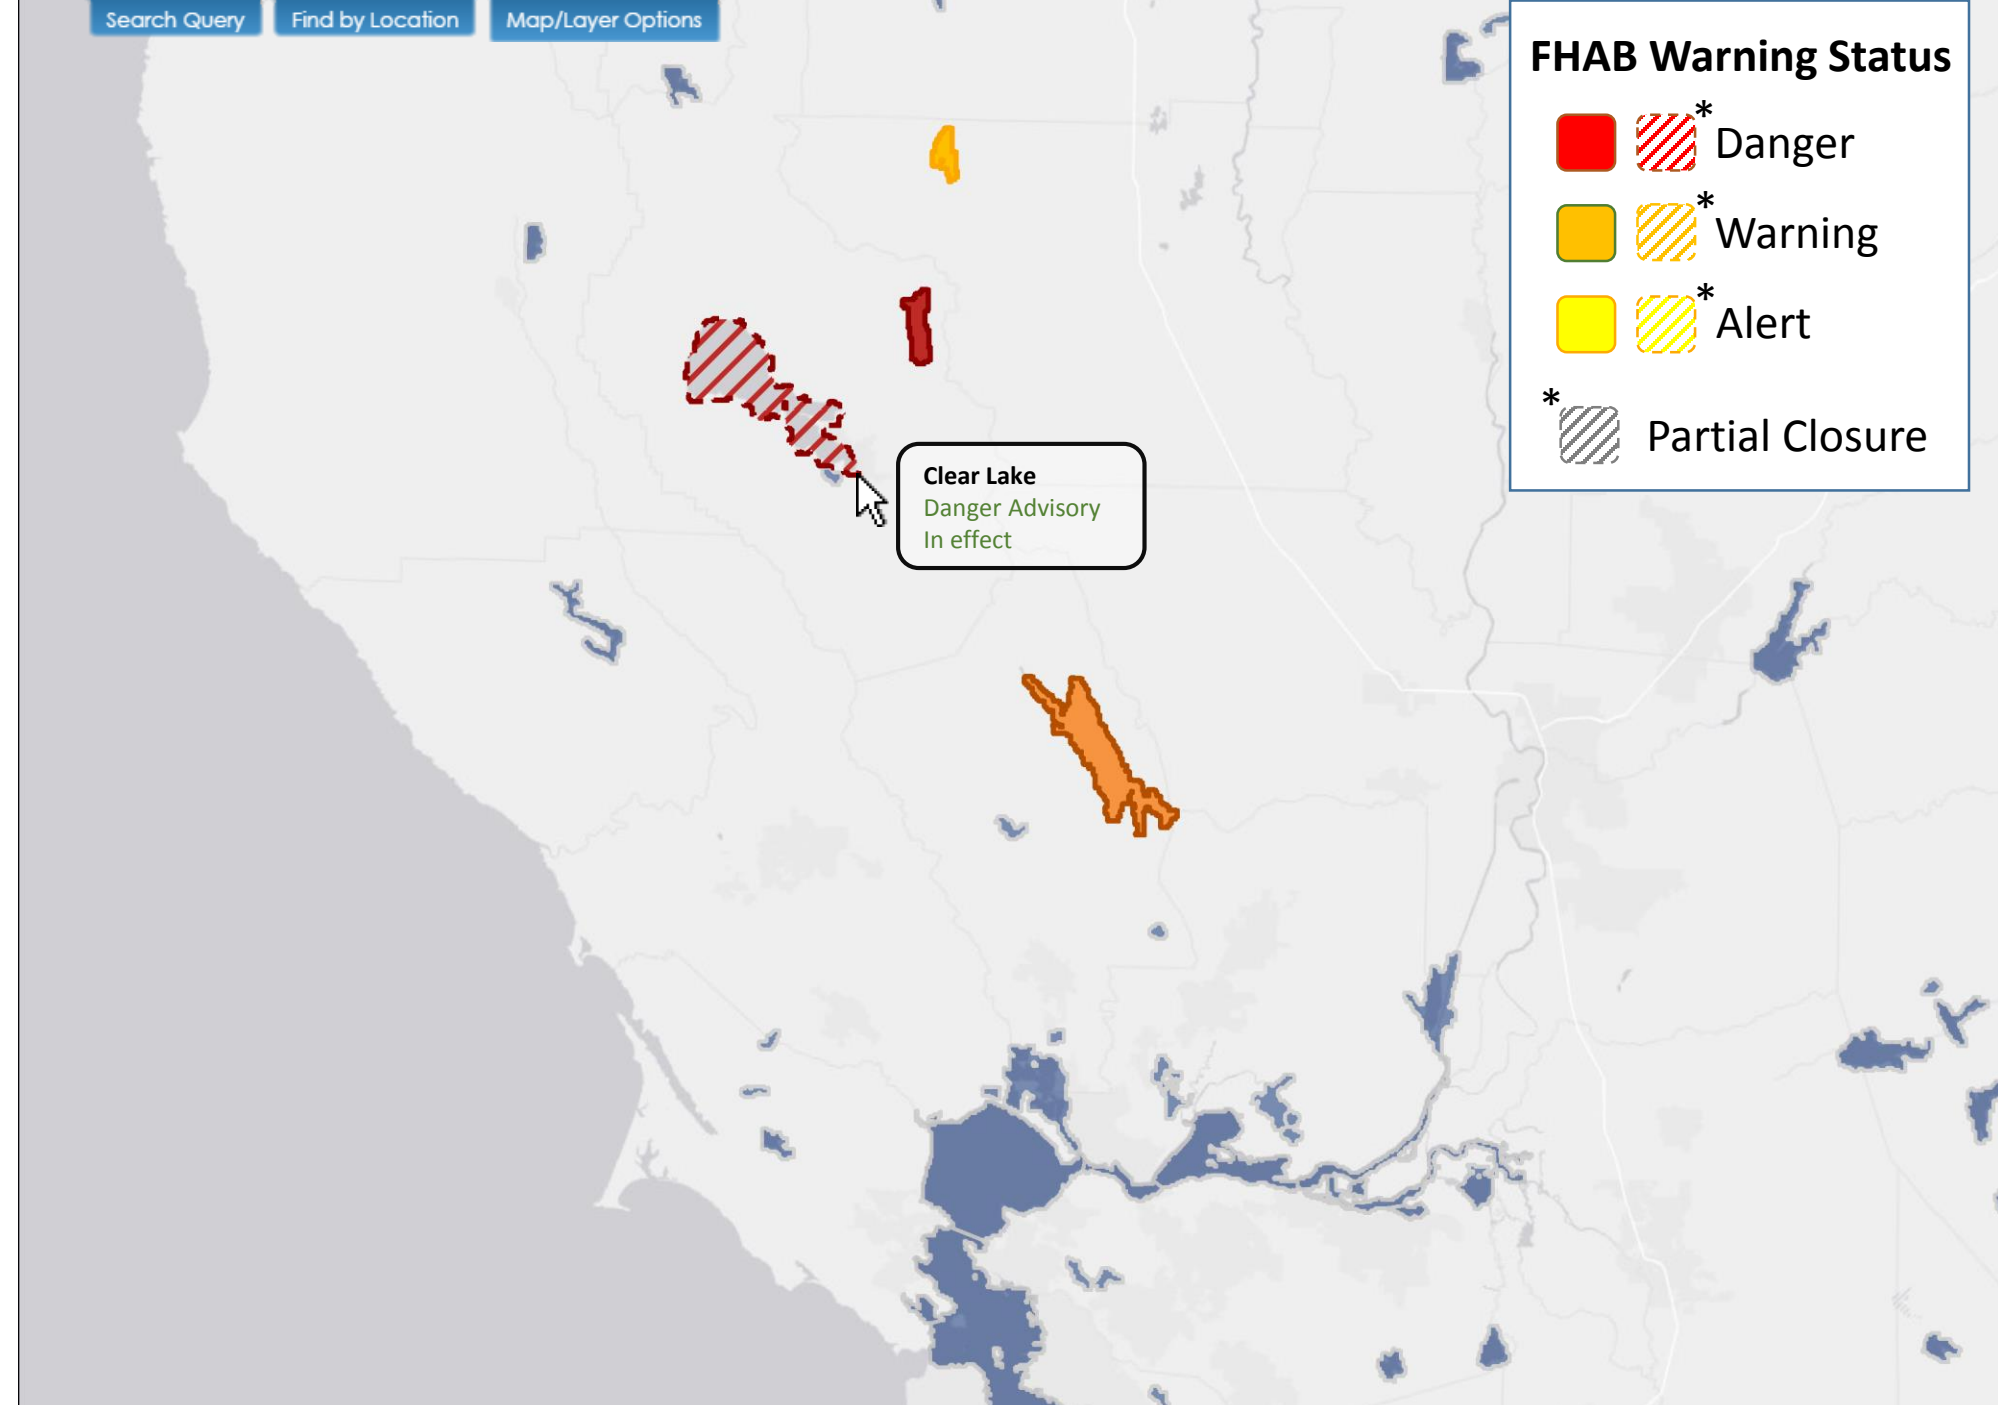 Search Query
Find by Location
Map/Layer Options
FHAB Warning Status
* Danger
* Warning
* Alert
* Partial Closure
Clear Lake
Danger Advisory
In effect